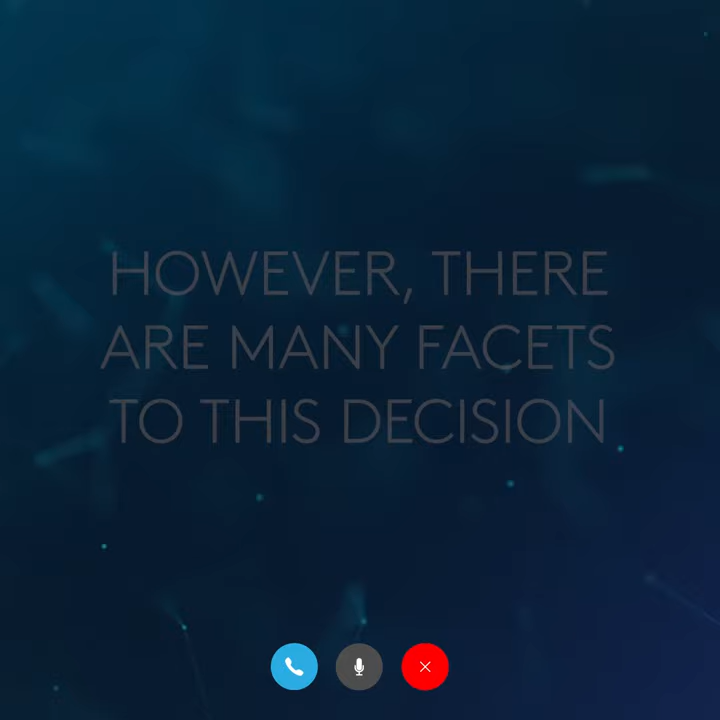 HOWEVER, THERE
ARE MANY FACETS
TO THIS DECISION